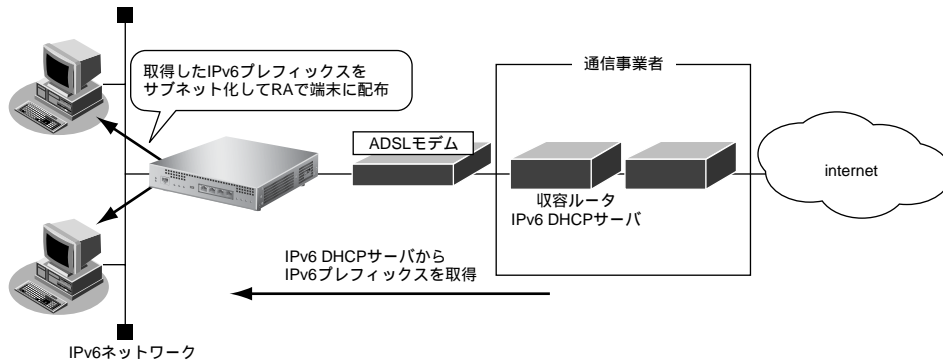 取得したIPv6プレフィックスを
サブネット化してRAで端末に配布
通信事業者
ADSLモデム
internet
収容ルータ
IPv6 DHCPサーバ
IPv6 DHCPサーバから
IPv6プレフィックスを取得
IPv6ネットワーク